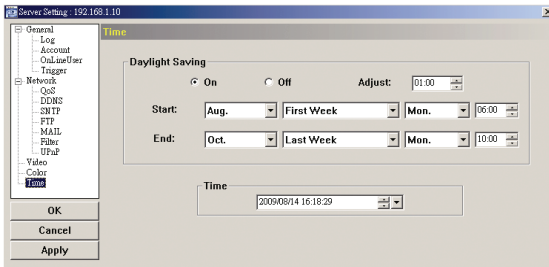 Server Setting : 192.168.1.10
General
Log
Account
OnLineUser
Trigger
Network
QoS
DDNS
SNTP
FTP
MAIL
Filter
UPnP
Video
Color
Time
OK
Cancel
Apply
Time
Daylight Saving
On Off Adjust: 01:00
Start: Aug. First Week Mon. 06:00
End: Oct. Last Week Mon. 10:00
Time
2009/08/14 16:18:29